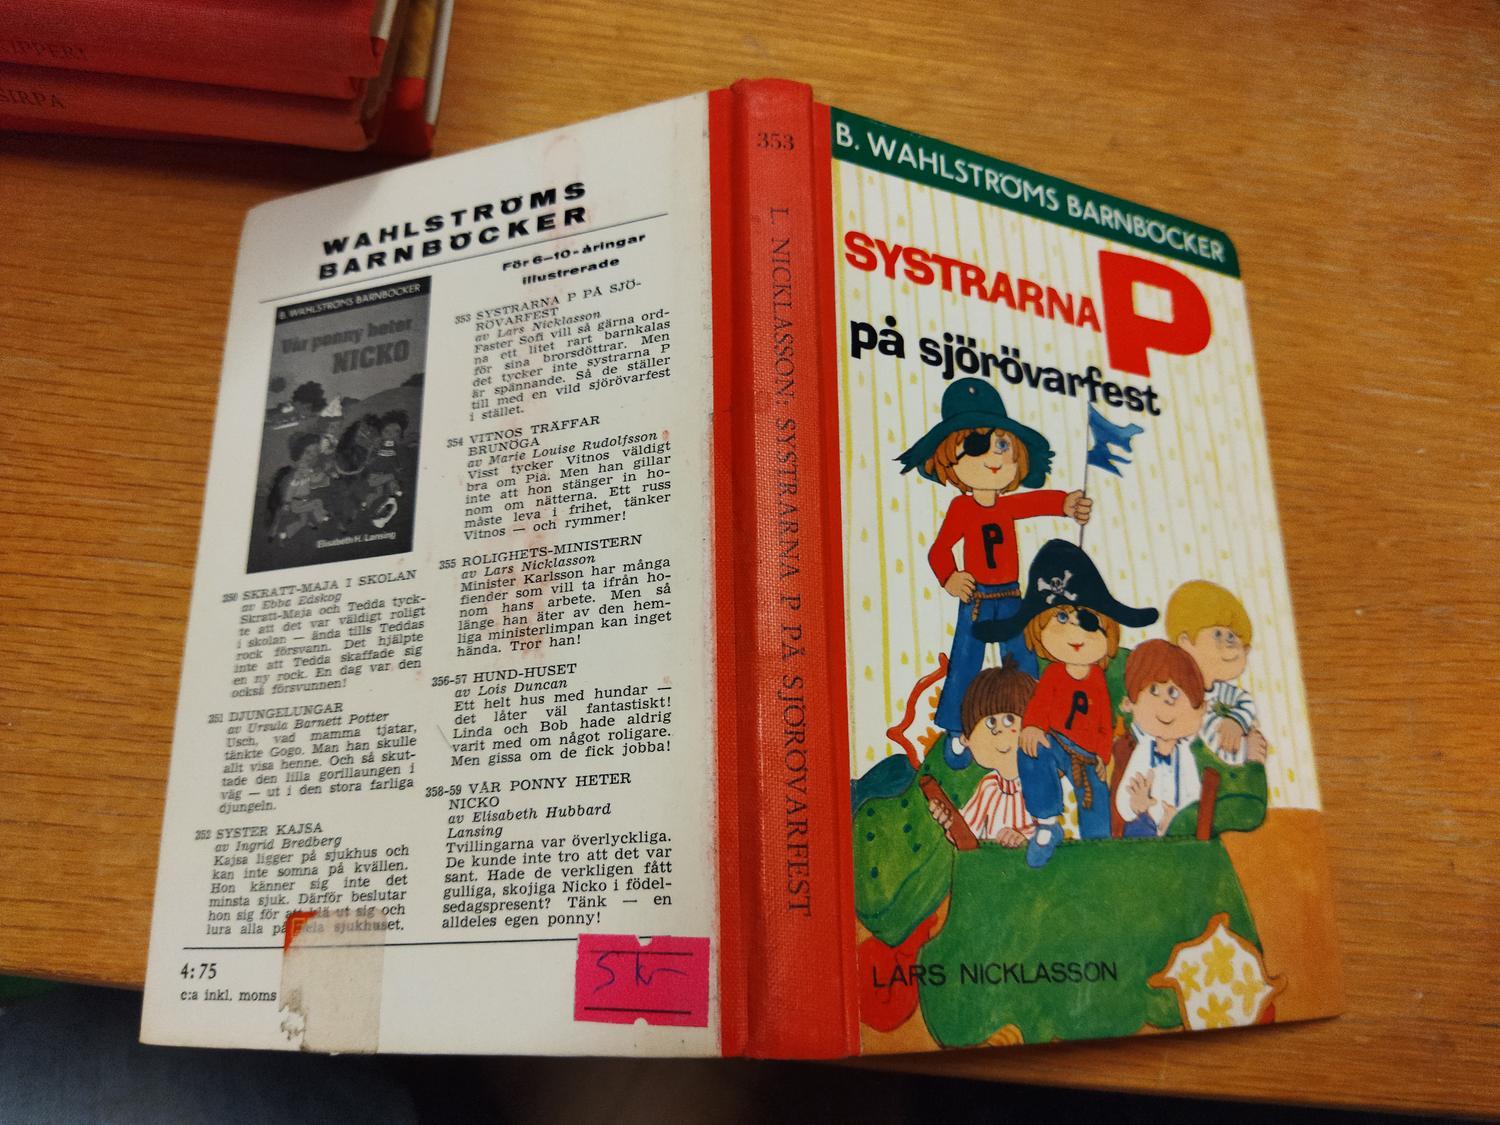 KIPPER!
SIRPA
WAHLSTRÖMS
BARNBÖCKER
För 6–10-åringar
illustrerade
B. WAHLSTRÖMS BARNBÖCKER
Vår ponny heter
NICKO
Elisabeth H. Lansing
350 SKRATT-MAJA I SKOLAN
av Ebba Edskog
Skratt-Maja och Tedda tyck-
te att det var väldigt roligt
i skolan — ända tills Teddas
rock försvann. Det hjälpte
inte att Tedda skaffade sig
en ny rock. En dag var den
också försvunnen!
351 DJUNGELUNGAR
av Ursula Barnett Potter
Usch, vad mamma tjatar,
tänkte Gogo. Man han skulle
allt visa henne. Och så skut-
tade den lilla gorillaungen i
väg — ut i den stora farliga
djungeln.
352 SYSTER KAJSA
av Ingrid Bredberg
Kajsa ligger på sjukhus och
kan inte somna på kvällen.
Hon känner sig inte det
minsta sjuk. Därför beslutar
hon sig för att klä ut sig och
lura alla på hela sjukhuset.
353 SYSTRARNA P PÅ SJÖ-
RÖVARFEST
av Lars Nicklasson
Faster Sofi vill så gärna ord-
na ett litet rart barnkalas
för sina brorsdöttrar. Men
det tycker inte systrarna P
är spännande. Så de ställer
till med en vild sjörövarfest
i stället.
354 VITNOS TRÄFFAR
BRUNÖGA
av Marie Louise Rudolfsson
Visst tycker Vitnos väldigt
bra om Pia. Men han gillar
inte att hon stänger in ho-
nom om nätterna. Ett russ
måste leva i frihet, tänker
Vitnos — och rymmer!
355 ROLIGHETS-MINISTERN
av Lars Nicklasson
Minister Karlsson har många
fiender som vill ta ifrån ho-
nom hans arbete. Men så
länge han äter av den hem-
liga ministerlimpan kan inget
hända. Tror han!
356-57 HUND-HUSET
av Lois Duncan
Ett helt hus med hundar —
det låter väl fantastiskt!
Linda och Bob hade aldrig
varit med om något roligare.
Men gissa om de fick jobba!
358-59 VÅR PONNY HETER
NICKO
av Elisabeth Hubbard
Lansing
Tvillingarna var överlyckliga.
De kunde inte tro att det var
sant. Hade de verkligen fått
gulliga, skojiga Nicko i födel-
sedagspresent? Tänk — en
alldeles egen ponny!
4:75
c:a inkl. moms
5 kr
353
L. NICKLASSON: SYSTRARNA P PÅ SJÖRÖVARFEST
B. WAHLSTRÖMS BARNBÖCKER
SYSTRARNA P
på sjörövarfest
P
P
LARS NICKLASSON